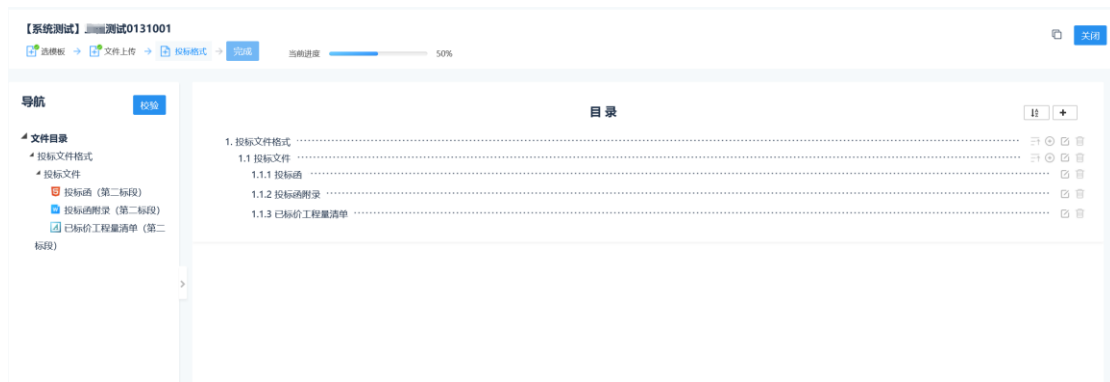 【系统测试】测试0131001
关闭
选模板 → 文件上传 → 投标格式 → 完成 当前进度 50%
导航 校验
文件目录
投标文件格式
投标文件
投标函（第二标段）
投标函附录（第二标段）
已标价工程量清单（第二
标段）
目录
1. 投标文件格式
1.1 投标文件
1.1.1 投标函
1.1.2 投标函附录
1.1.3 已标价工程量清单